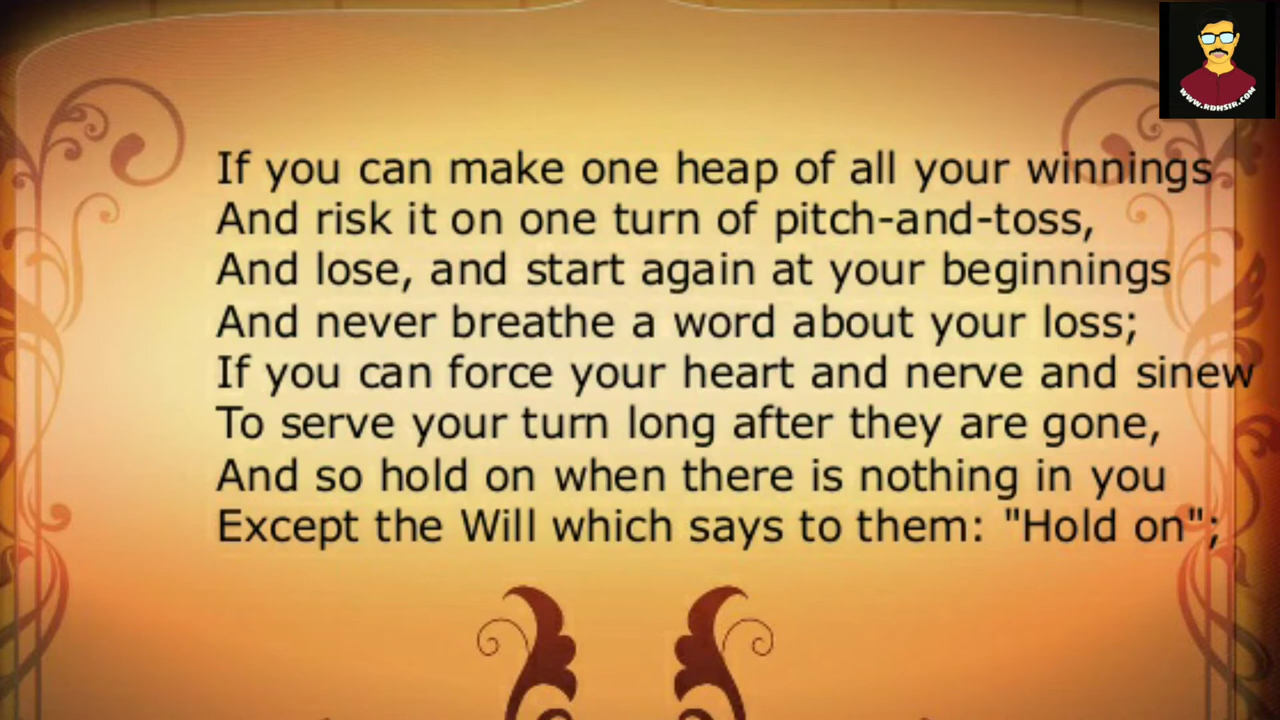 WWW.RDHSIR.COM
If you can make one heap of all your winnings
And risk it on one turn of pitch-and-toss,
And lose, and start again at your beginnings
And never breathe a word about your loss;
If you can force your heart and nerve and sinew
To serve your turn long after they are gone,
And so hold on when there is nothing in you
Except the Will which says to them: "Hold on";